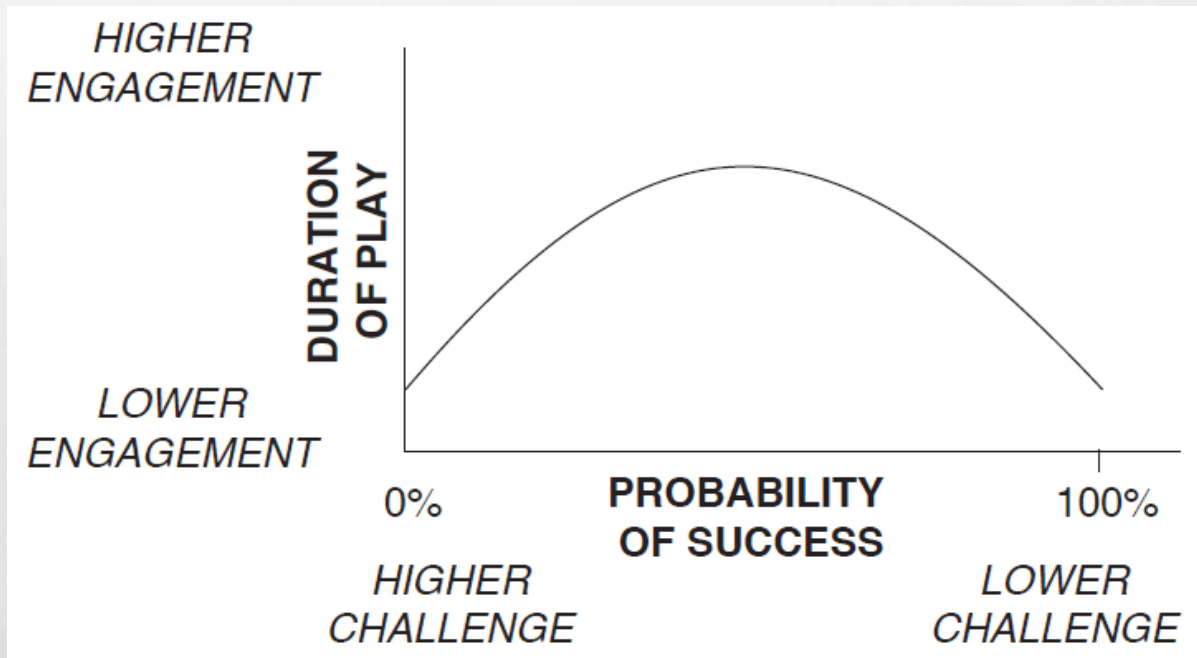 HIGHER
ENGAGEMENT
DURATION
OF PLAY
LOWER
ENGAGEMENT
0%
PROBABILITY
OF SUCCESS
100%
HIGHER
CHALLENGE
LOWER
CHALLENGE